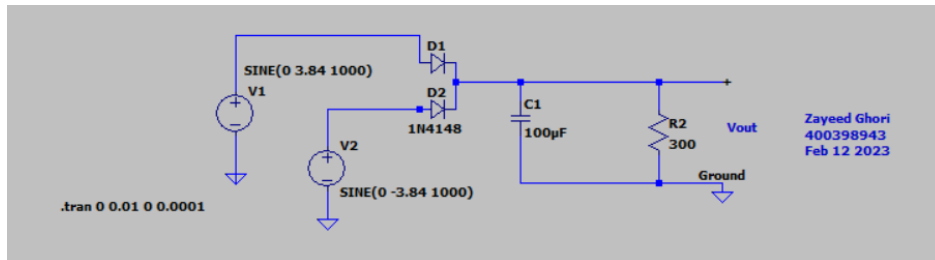 D1
SINE(0 3.84 1000)
V1
D2
1N4148
C1
100µF
R2
300
Vout
Zayeed Ghori
400398943
Feb 12 2023
V2
SINE(0 -3.84 1000)
Ground
.tran 0 0.01 0 0.0001